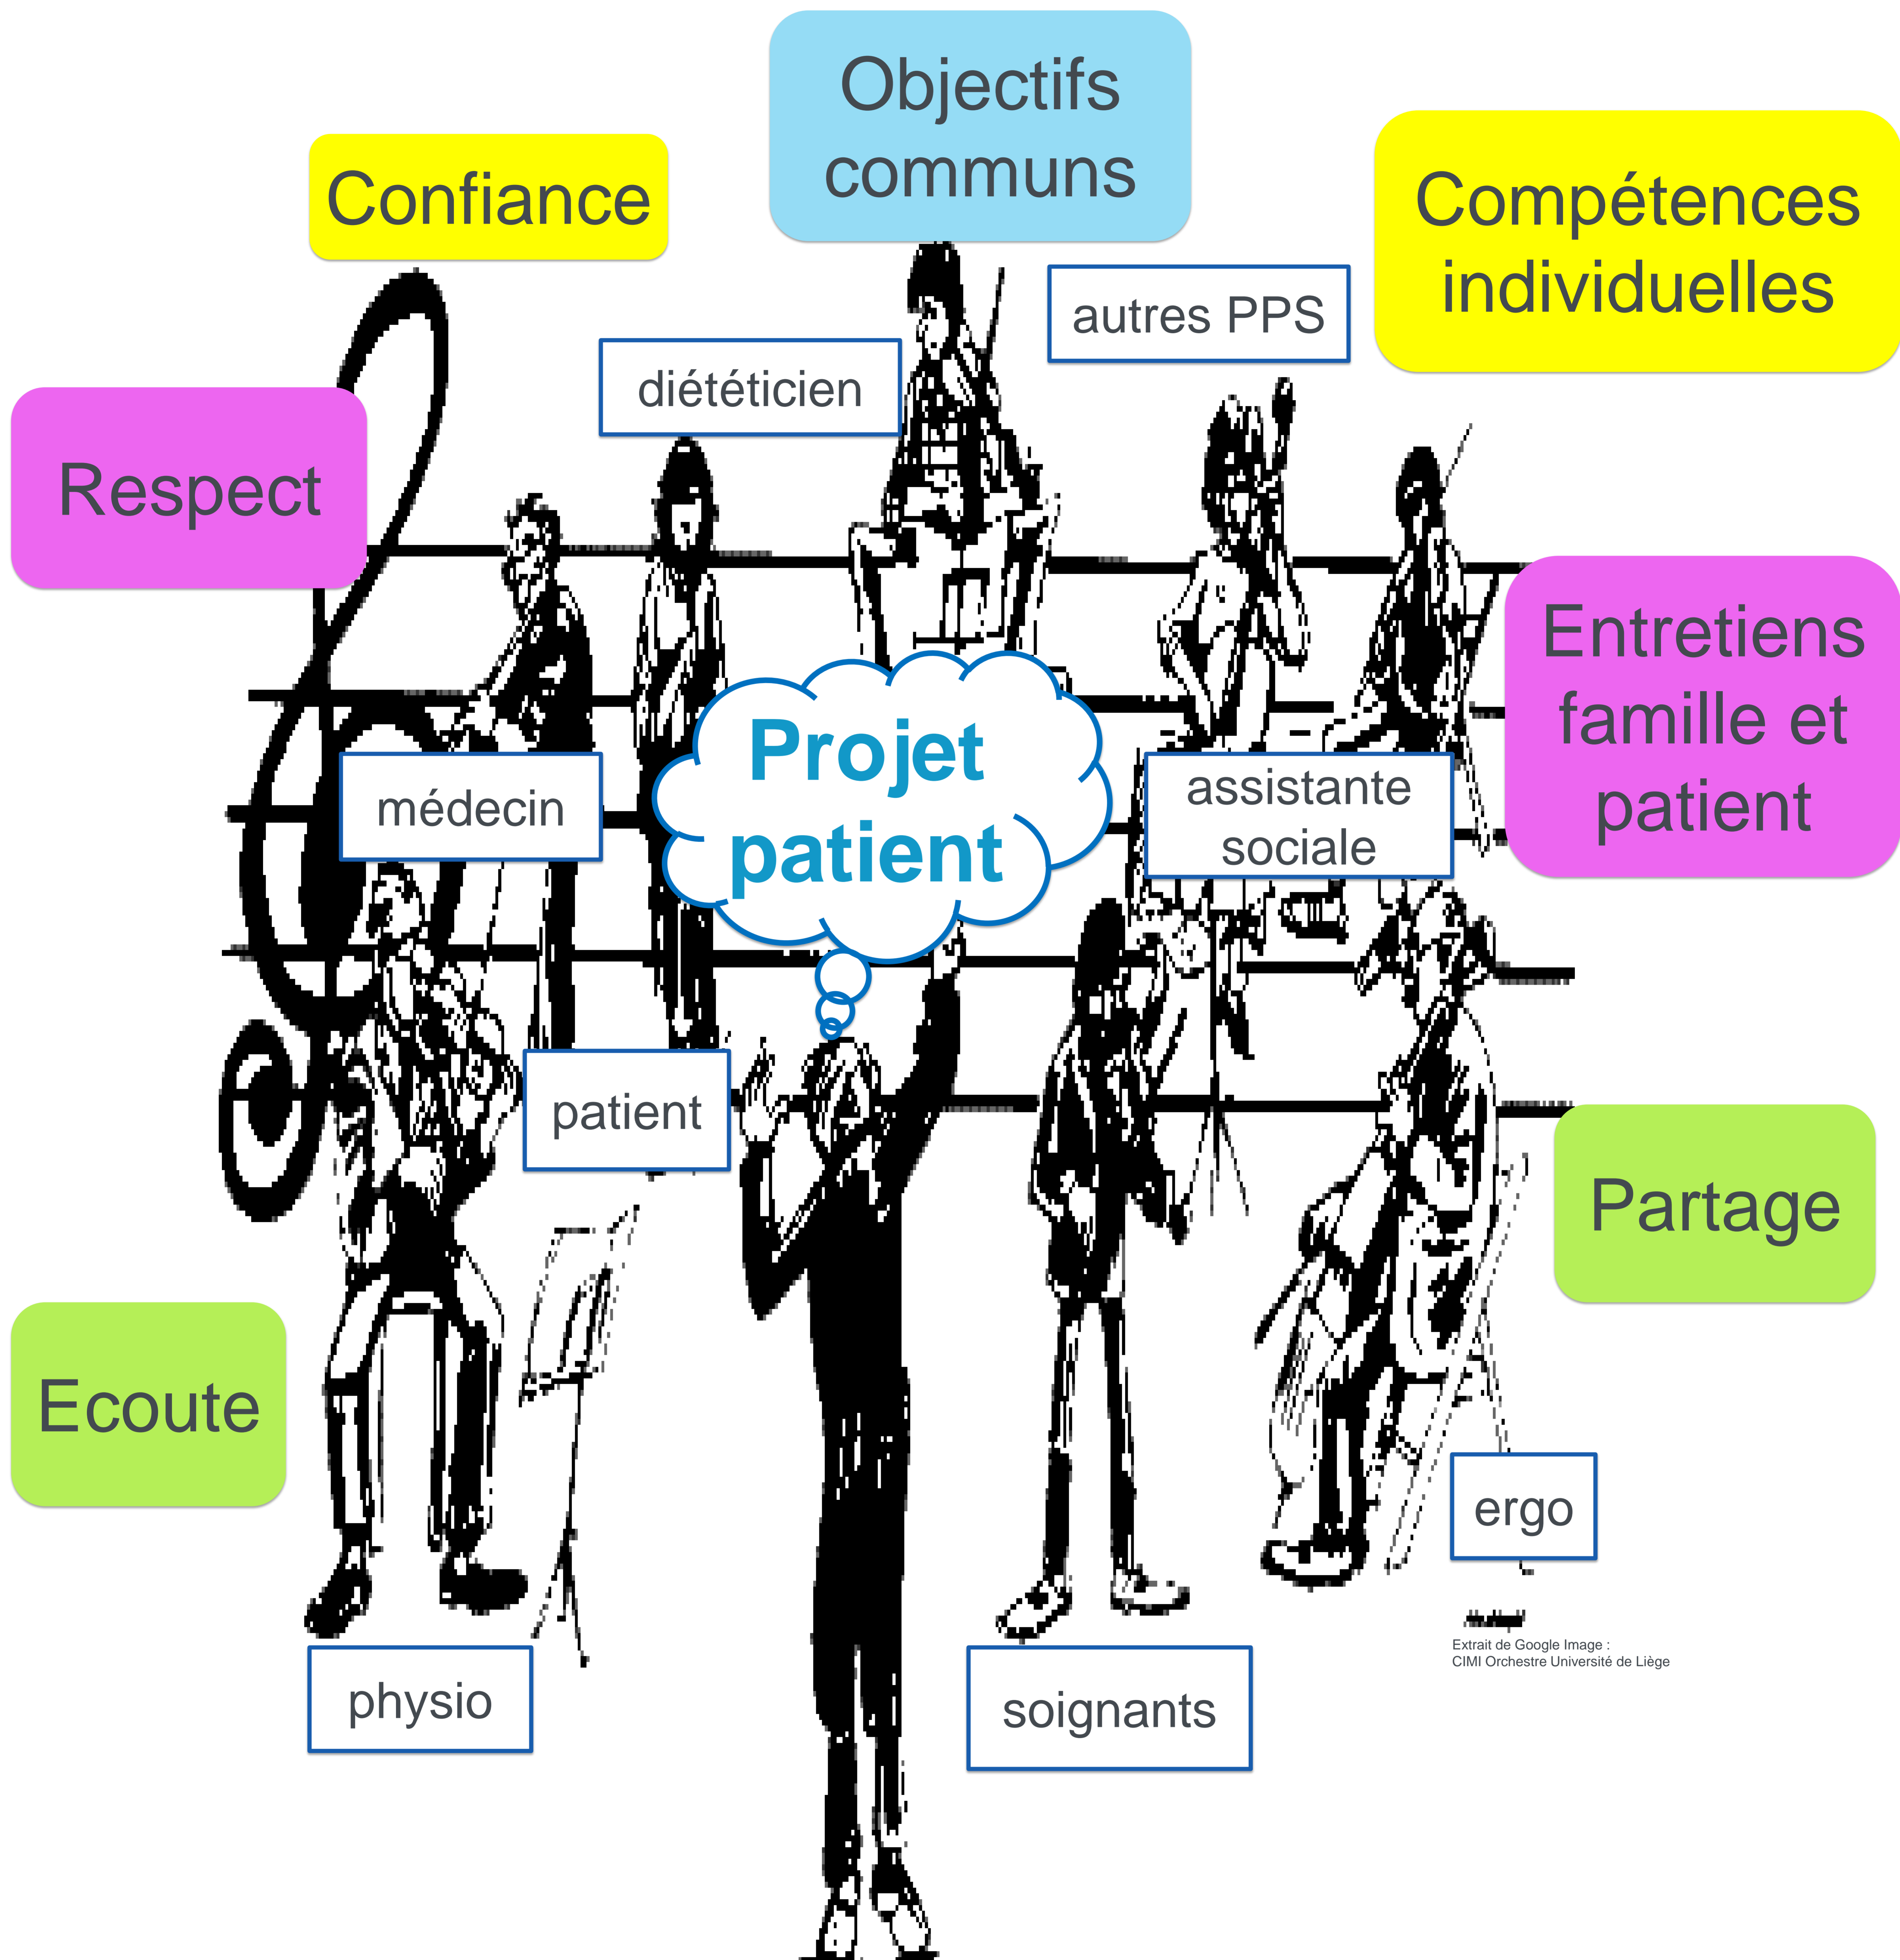 Objectifs
communs
Confiance
Compétences
individuelles
autres PPS
diététicien
Respect
Entretiens
famille et
patient
Projet
patient
médecin
assistante
sociale
patient
Partage
Ecoute
ergo
Extrait de Google Image :
CIMI Orchestre Université de Liège
physio
soignants